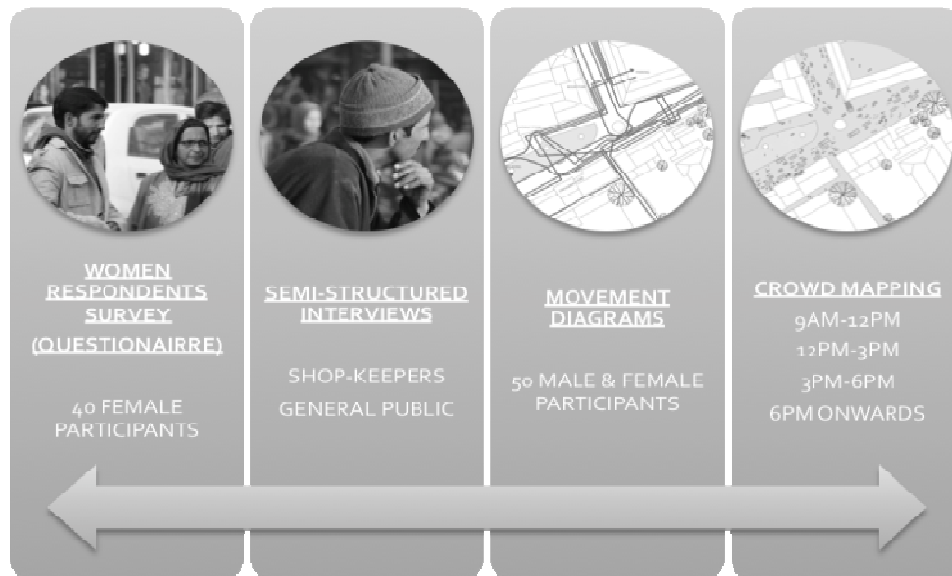 WOMEN
RESPONDENTS
SURVEY
(QUESTIONAIRRE)
40 FEMALE
PARTICIPANTS
SEMI-STRUCTURED
INTERVIEWS
SHOP-KEEPERS
GENERAL PUBLIC
MOVEMENT
DIAGRAMS
50 MALE & FEMALE
PARTICIPANTS
CROWD MAPPING
9AM-12PM
12PM-3PM
3PM-6PM
6PM ONWARDS